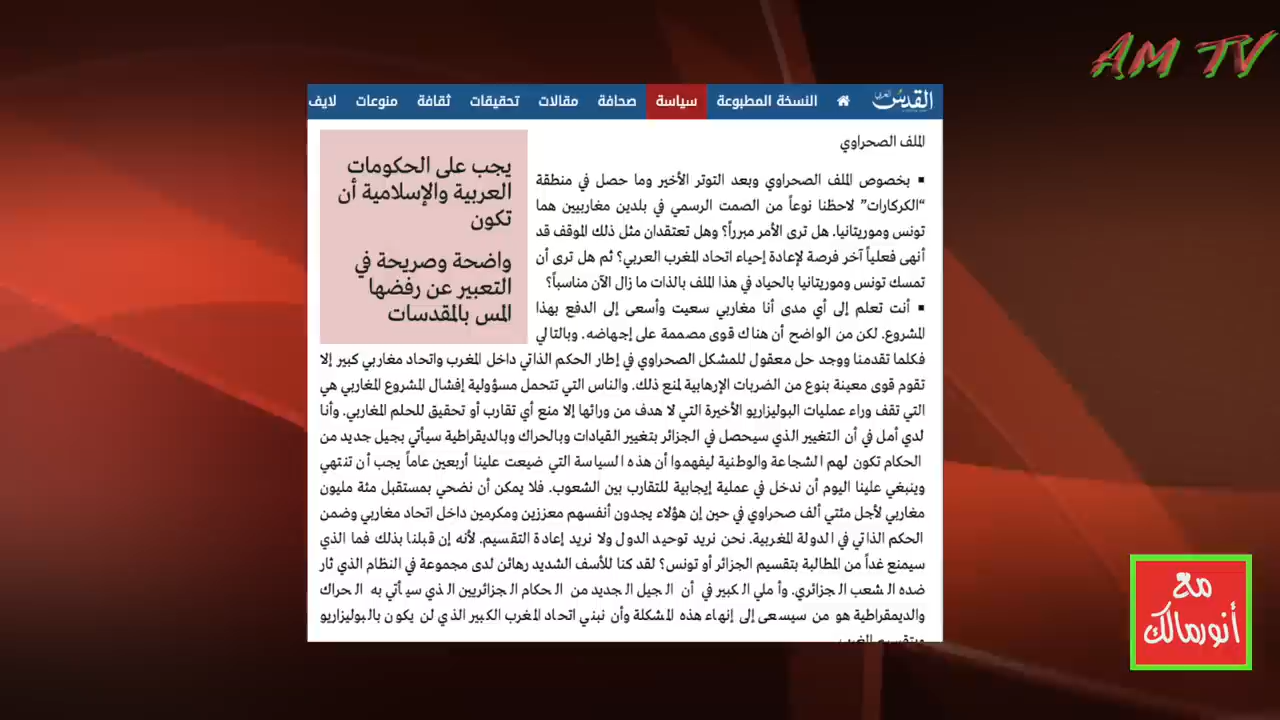 AM TV
القدس العربي
النسخة المطبوعة سياسة صحافة مقالات تحقيقات ثقافة منوعات لايف
الملف الصحراوي
▪ بخصوص الملف الصحراوي وبعد التوتر الأخير وما حصل في منطقة
“الكركارات” لاحظنا نوعاً من الصمت الرسمي في بلدين مغاربيين هما
تونس وموريتانيا. هل ترى الأمر مبرراً؟ وهل تعتقدان مثل ذلك الموقف قد
أنهى فعلياً آخر فرصة لإعادة إحياء اتحاد المغرب العربي؟ ثم هل ترى أن
تمسك تونس وموريتانيا بالحياد في هذا الملف بالذات ما زال الآن مناسباً؟
▪ أنت تعلم إلى أي مدى أنا مغاربي سعيت وأسعى إلى الدفع بهذا
المشروع. لكن من الواضح أن هناك قوى مصممة على إجهاضه. وبالتالي
فكلما تقدمنا ووجد حل معقول للمشكل الصحراوي في إطار الحكم الذاتي داخل المغرب واتحاد مغاربي كبير إلا
تقوم قوى معينة بنوع من الضربات الإرهابية لمنع ذلك. والناس التي تتحمل مسؤولية إفشال المشروع المغاربي هي
التي تقف وراء عمليات البوليزاريو الأخيرة التي لا هدف من ورائها إلا منع أي تقارب أو تحقيق للحلم المغاربي. وأنا
لدي أمل في أن التغيير الذي سيحصل في الجزائر بتغيير القيادات وبالحراك وبالديقراطية سيأتي بجيل جديد من
الحكام تكون لهم الشجاعة والوطنية ليفهموا أن هذه السياسة التي ضيعت علينا أربعين عاماً يجب أن تنتهي
وينبغي علينا اليوم أن ندخل في عملية إيجابية للتقارب بين الشعوب. فلا يمكن أن نضحي بمستقبل مئة مليون
مغاربي لأجل مئتي ألف صحراوي في حين إن هؤلاء يجدون أنفسهم معززين ومكرمين داخل اتحاد مغاربي وضمن
الحكم الذاتي في الدولة المغربية. نحن نريد توحيد الدول ولا نريد إعادة التقسيم. لأنه إن قبلنا بذلك فما الذي
سيمنع غداً من المطالبة بتقسيم الجزائر أو تونس؟ لقد كنا للأسف الشديد رهائن لدى مجموعة في النظام الذي ثار
ضده الشعب الجزائري. وأملي الكبير في أن الجيل الجديد من الحكام الجزائريين الذي سيأتي به الحراك
والديمقراطية هو من سيسعى إلى إنهاء هذه المشكلة وأن نبني اتحاد المغرب الكبير الذي لن يكون بالبوليزاريو
وبتقسيم المغرب
يجب على الحكومات
العربية والإسلامية أن
تكون
واضحة وصريحة في
التعبير عن رفضها
المس بالمقدسات
مع
أنورمالك